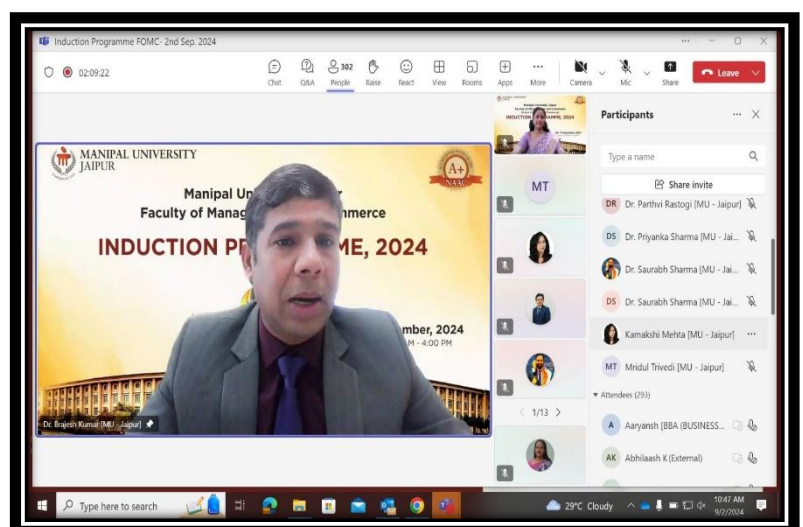 Induction Programme FOMC- 2nd Sep. 2024
02:09:22
Chat
Q&A
302
People
Raise
React
View
Rooms
Apps
More
Camera
Mic
Share
Leave
MANIPAL UNIVERSITY
JAIPUR
A+
NAAC
Manipal Un
Faculty of Manag
merce
INDUCTION P
ME, 2024
mber, 2024
M - 4:00 PM
Dr. Brajesh Kumar [MU - Jaipur]
MT
1/13
Participants
Type a name
Share invite
DR Dr. Parthvi Rastogi [MU - Jaipur]
DS Dr. Priyanka Sharma [MU - Jai...
Dr. Saurabh Sharma [MU - Jai...
DS Dr. Saurabh Sharma [MU - Jai...
Kamakshi Mehta [MU - Jaipur]
MT Mridul Trivedi [MU - Jaipur]
Attendees (293)
A Aaryansh [BBA (BUSINESS...
AK Abhilaash K (External)
Type here to search
29°C Cloudy
10:47 AM
9/2/2024